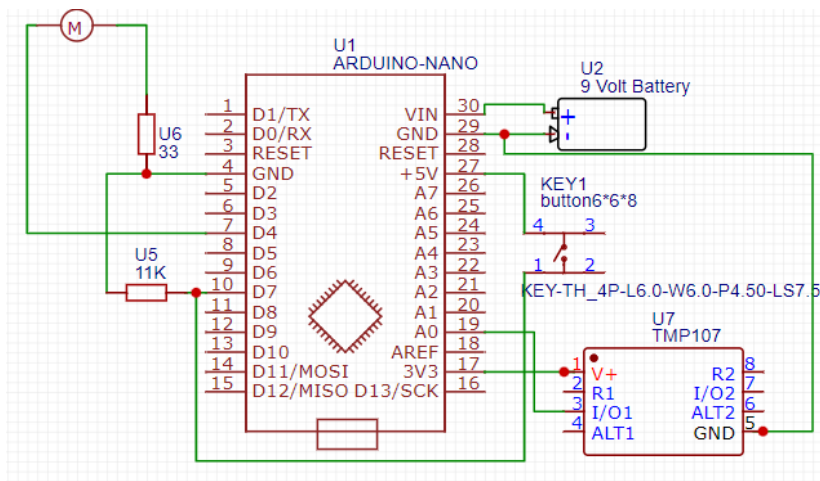 M
U6
33
U5
11K
U1
ARDUINO-NANO
1 D1/TX
2 D0/RX
3 RESET
4 GND
5 D2
6 D3
7 D4
8 D5
9 D6
10 D7
11 D8
12 D9
13 D10
14 D11/MOSI
15 D12/MISO
VIN 30
GND 29
RESET 28
+5V 27
A7 26
A6 25
A5 24
A4 23
A3 22
A2 21
A1 20
A0 19
AREF 18
3V3 17
D13/SCK 16
U2
9 Volt Battery
+
-
KEY1
button6*6*8
4 3
1 2
KEY-TH_4P-L6.0-W6.0-P4.50-LS7.5
U7
TMP107
1 V+
2 R1
3 I/O1
4 ALT1
R2 8
I/O2 7
ALT2 6
GND 5